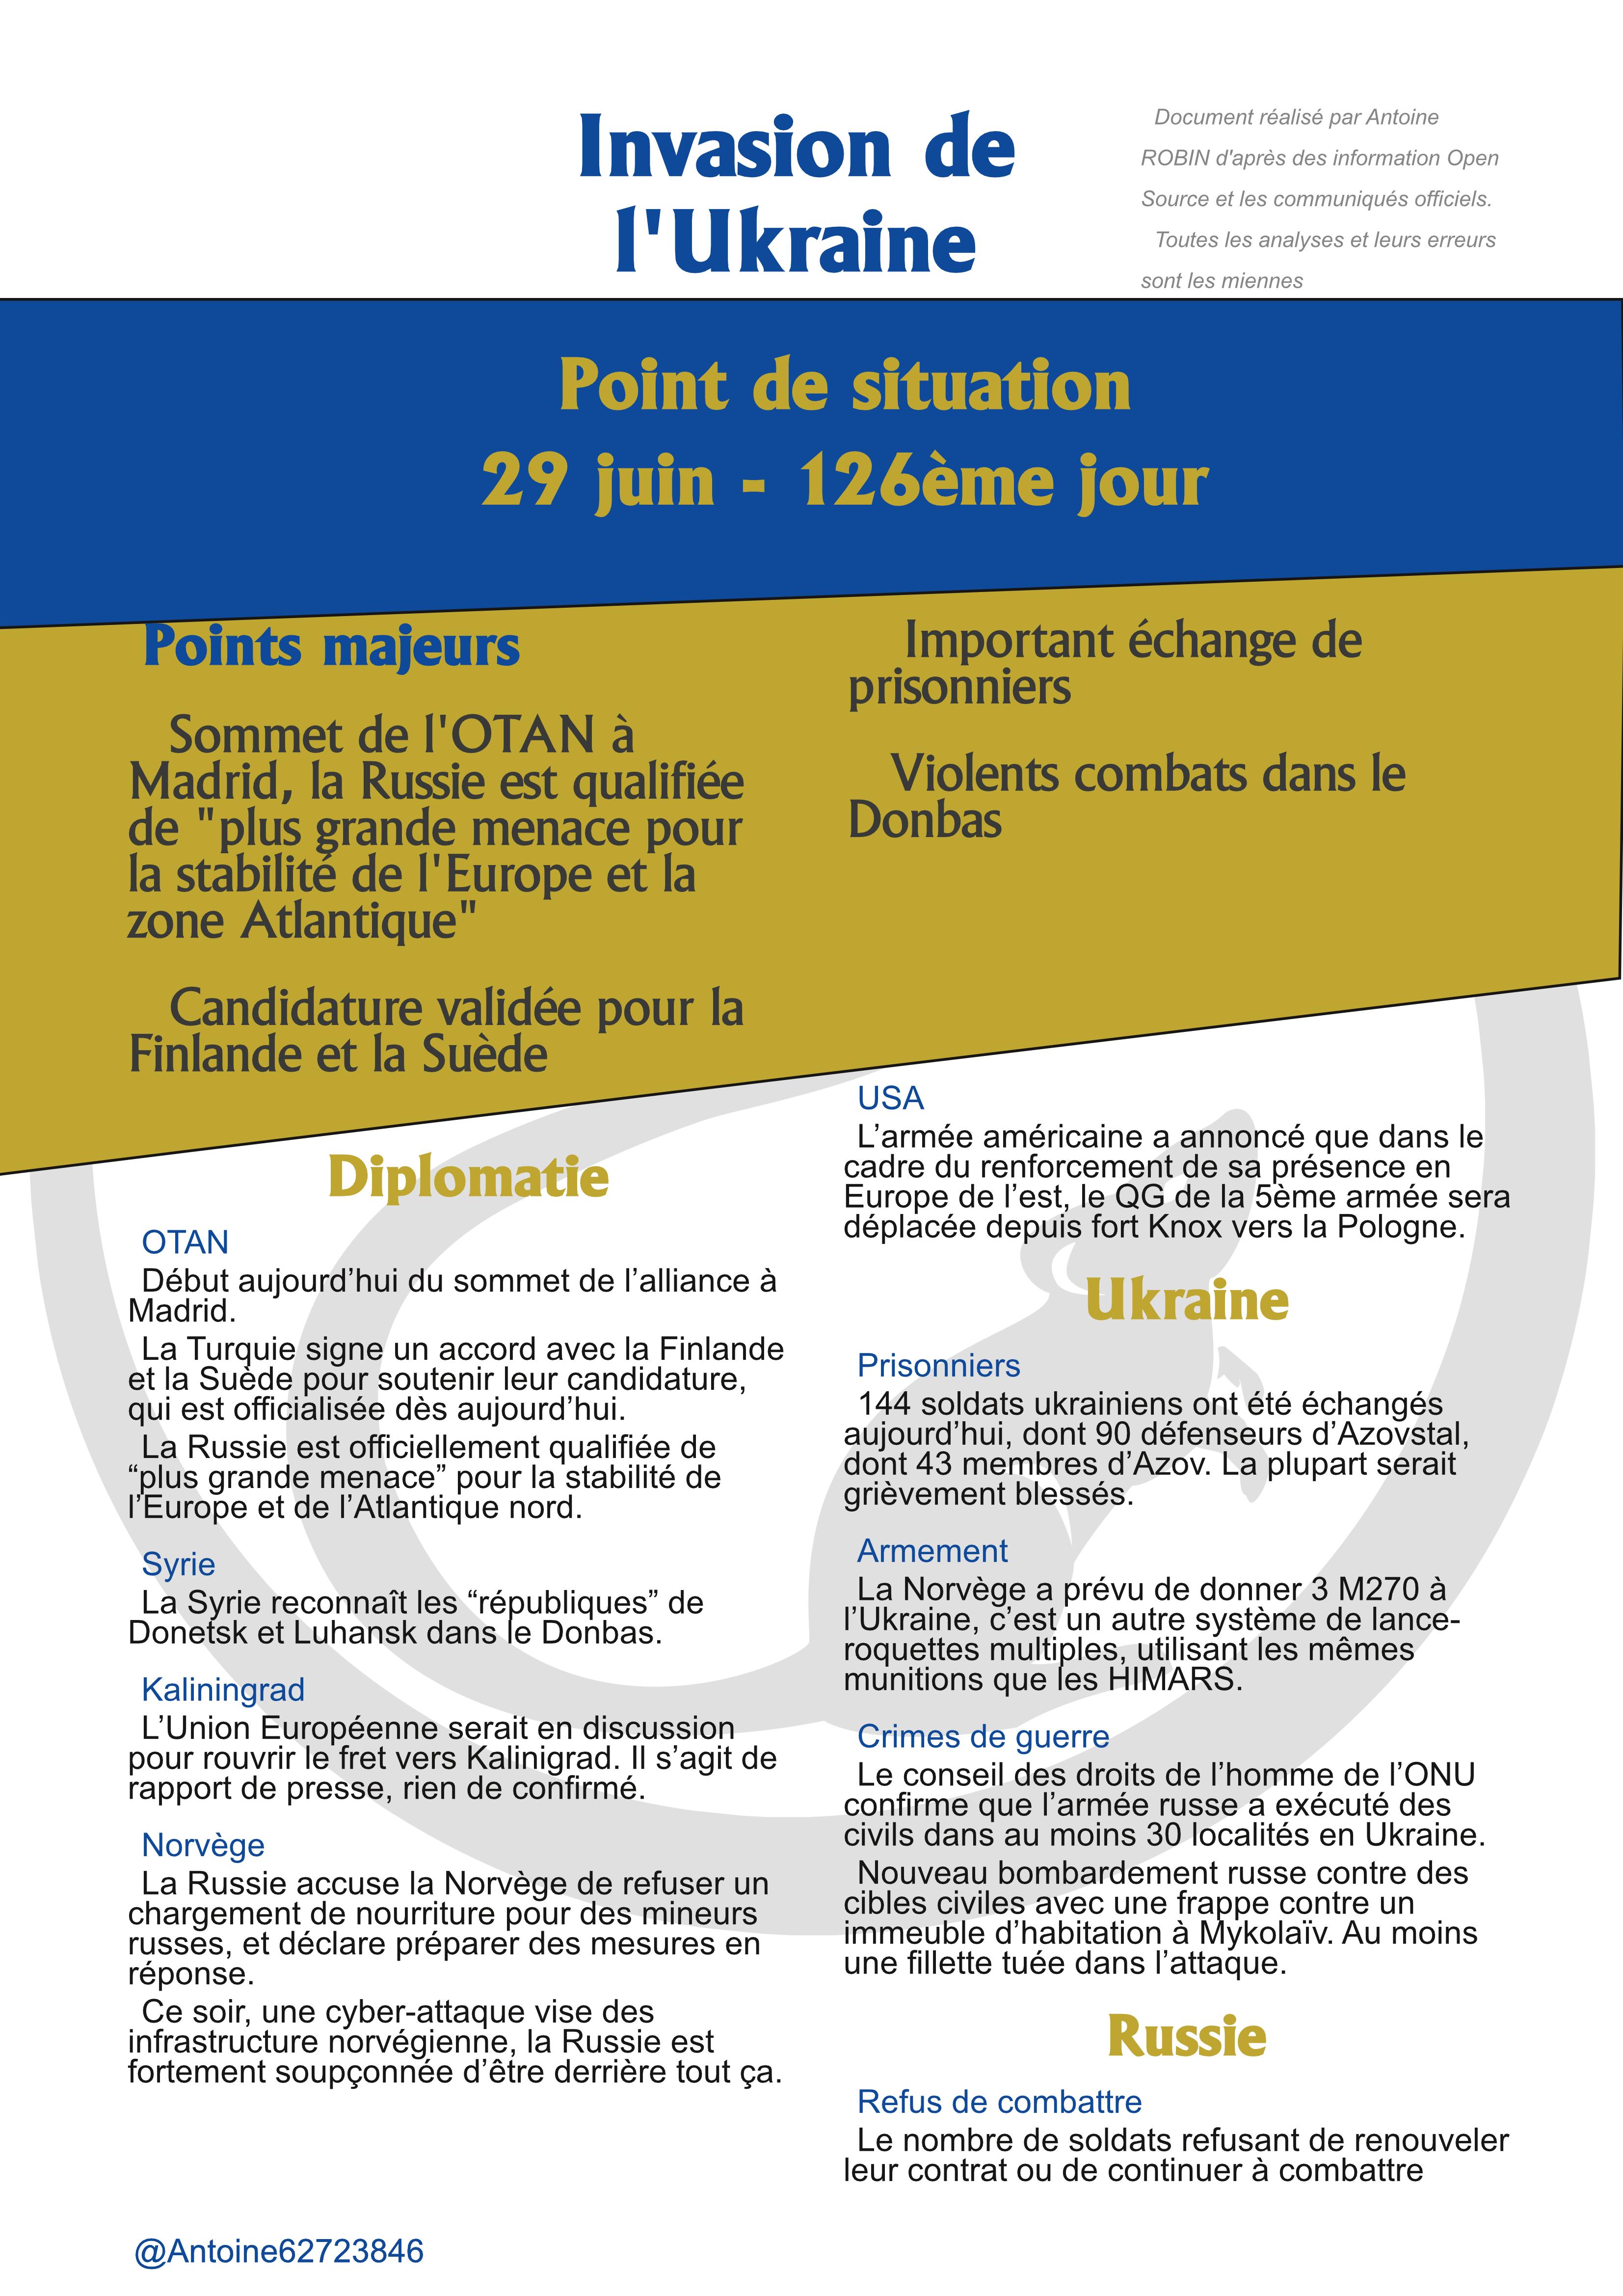 Invasion de
l'Ukraine
Document réalisé par Antoine
ROBIN d'après des information Open
Source et les communiqués officiels.
Toutes les analyses et leurs erreurs
sont les miennes
Point de situation
29 juin - 126ème jour
Points majeurs
Sommet de l'OTAN à
Madrid, la Russie est qualifiée
de "plus grande menace pour
la stabilité de l'Europe et la
zone Atlantique"
Candidature validée pour la
Finlande et la Suède
Important échange de
prisonniers
Violents combats dans le
Donbas
Diplomatie
OTAN
Début aujourd’hui du sommet de l’alliance à
Madrid.
La Turquie signe un accord avec la Finlande
et la Suède pour soutenir leur candidature,
qui est officialisée dès aujourd’hui.
La Russie est officiellement qualifiée de
“plus grande menace” pour la stabilité de
l’Europe et de l’Atlantique nord.
Syrie
La Syrie reconnaît les “républiques” de
Donetsk et Luhansk dans le Donbas.
Kaliningrad
L’Union Européenne serait en discussion
pour rouvrir le fret vers Kalinigrad. Il s’agit de
rapport de presse, rien de confirmé.
Norvège
La Russie accuse la Norvège de refuser un
chargement de nourriture pour des mineurs
russes, et déclare préparer des mesures en
réponse.
Ce soir, une cyber-attaque vise des
infrastructure norvégienne, la Russie est
fortement soupçonnée d’être derrière tout ça.
USA
L’armée américaine a annoncé que dans le
cadre du renforcement de sa présence en
Europe de l’est, le QG de la 5ème armée sera
déplacée depuis fort Knox vers la Pologne.
Ukraine
Prisonniers
144 soldats ukrainiens ont été échangés
aujourd’hui, dont 90 défenseurs d’Azovstal,
dont 43 membres d’Azov. La plupart serait
grièvement blessés.
Armement
La Norvège a prévu de donner 3 M270 à
l’Ukraine, c’est un autre système de lance-
roquettes multiples, utilisant les mêmes
munitions que les HIMARS.
Crimes de guerre
Le conseil des droits de l’homme de l’ONU
confirme que l’armée russe a exécuté des
civils dans au moins 30 localités en Ukraine.
Nouveau bombardement russe contre des
cibles civiles avec une frappe contre un
immeuble d’habitation à Mykolaïv. Au moins
une fillette tuée dans l’attaque.
Russie
Refus de combattre
Le nombre de soldats refusant de renouveler
leur contrat ou de continuer à combattre
@Antoine62723846